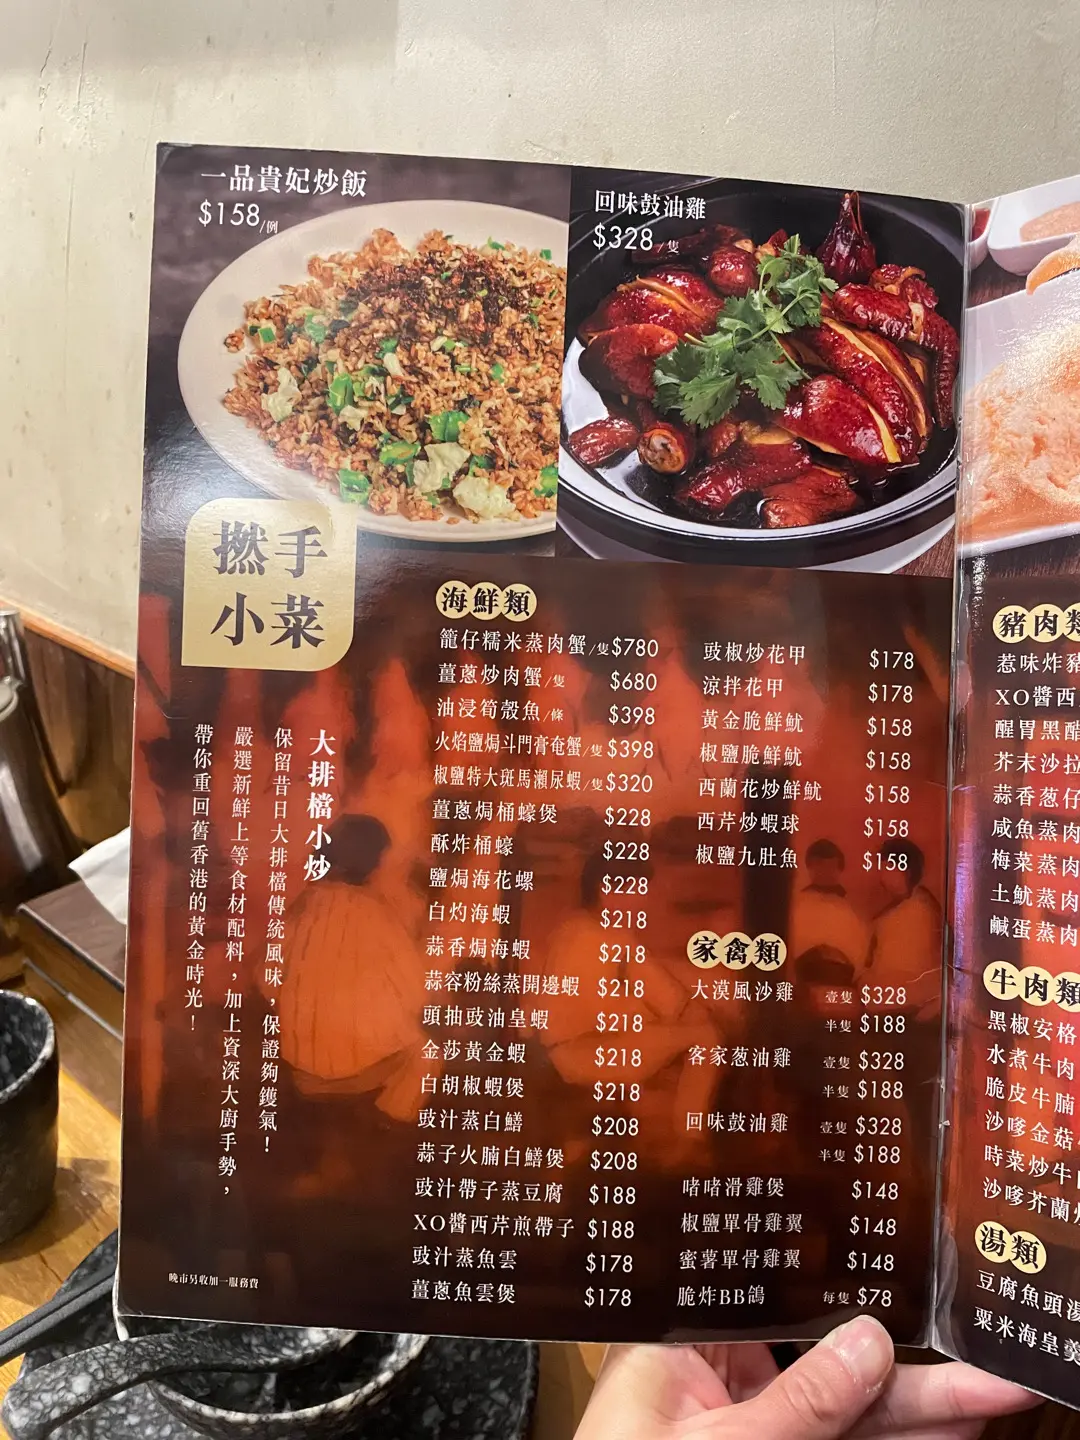 一品貴妃炒飯
$158/例
回味鼓油雞
$328/隻
撚手
小菜
大排檔小炒
保留昔日大排檔傳統風味，保證夠鑊氣！
嚴選新鮮上等食材配料，加上資深大廚手勢，
帶你重回舊香港的黃金時光！
晚市另收加一服務費
海鮮類
籠仔糯米蒸肉蟹/隻 $780
薑蔥炒肉蟹/隻 $680
油浸筍殼魚/條 $398
火焰鹽焗斗門膏奄蟹/隻 $398
椒鹽特大斑馬瀨尿蝦/隻 $320
薑蔥焗桶蠔煲 $228
酥炸桶蠔 $228
鹽焗海花螺 $228
白灼海蝦 $218
蒜香焗海蝦 $218
蒜容粉絲蒸開邊蝦 $218
頭抽豉油皇蝦 $218
金莎黃金蝦 $218
白胡椒蝦煲 $218
豉汁蒸白鱔 $208
蒜子火腩白鱔煲 $208
豉汁帶子蒸豆腐 $188
XO醬西芹煎帶子 $188
豉汁蒸魚雲 $178
薑蔥魚雲煲 $178
豉椒炒花甲 $178
涼拌花甲 $178
黃金脆鮮魷 $158
椒鹽脆鮮魷 $158
西蘭花炒鮮魷 $158
西芹炒蝦球 $158
椒鹽九肚魚 $158
家禽類
大漠風沙雞 壹隻 $328
半隻 $188
客家葱油雞 壹隻 $328
半隻 $188
回味鼓油雞 壹隻 $328
半隻 $188
啫啫滑雞煲 $148
椒鹽單骨雞翼 $148
蜜薯單骨雞翼 $148
脆炸BB鴿 每隻 $78
豬肉類
惹味炸豬
XO醬西
醒胃黑醋
芥末沙拉
蒜香葱仔
咸魚蒸肉
梅菜蒸肉
土魷蒸肉
鹹蛋蒸肉
牛肉類
黑椒安格
水煮牛肉
脆皮牛腩
沙嗲金菇
時菜炒牛
沙嗲芥蘭
湯類
豆腐魚頭湯
粟米海皇羹